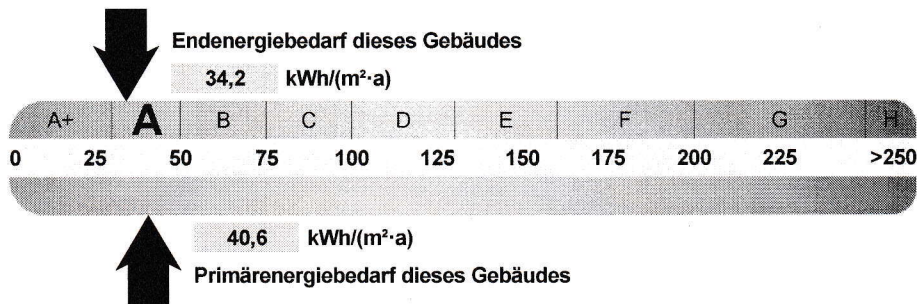 Endenergiebedarf dieses Gebäudes
34,2 kWh/(m²·a)
A+ A B C D E F G H
0 25 50 75 100 125 150 175 200 225 >250
40,6 kWh/(m²·a)
Primärenergiebedarf dieses Gebäudes